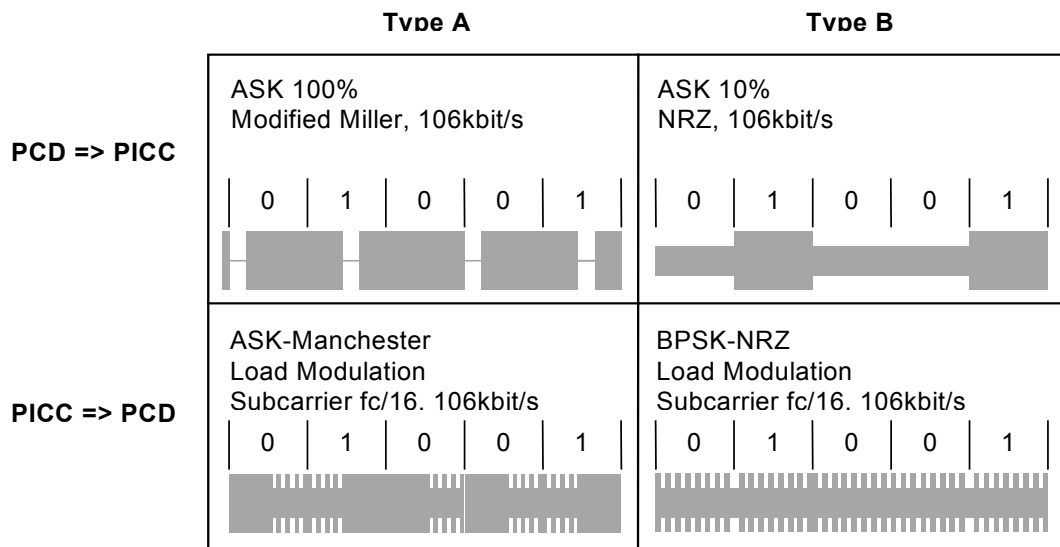 Type A
Type B
PCD => PICC
ASK 100%
Modified Miller, 106kbit/s
0 1 0 0 1
ASK 10%
NRZ, 106kbit/s
0 1 0 0 1
PICC => PCD
ASK-Manchester
Load Modulation
Subcarrier fc/16. 106kbit/s
0 1 0 0 1
BPSK-NRZ
Load Modulation
Subcarrier fc/16. 106kbit/s
0 1 0 0 1